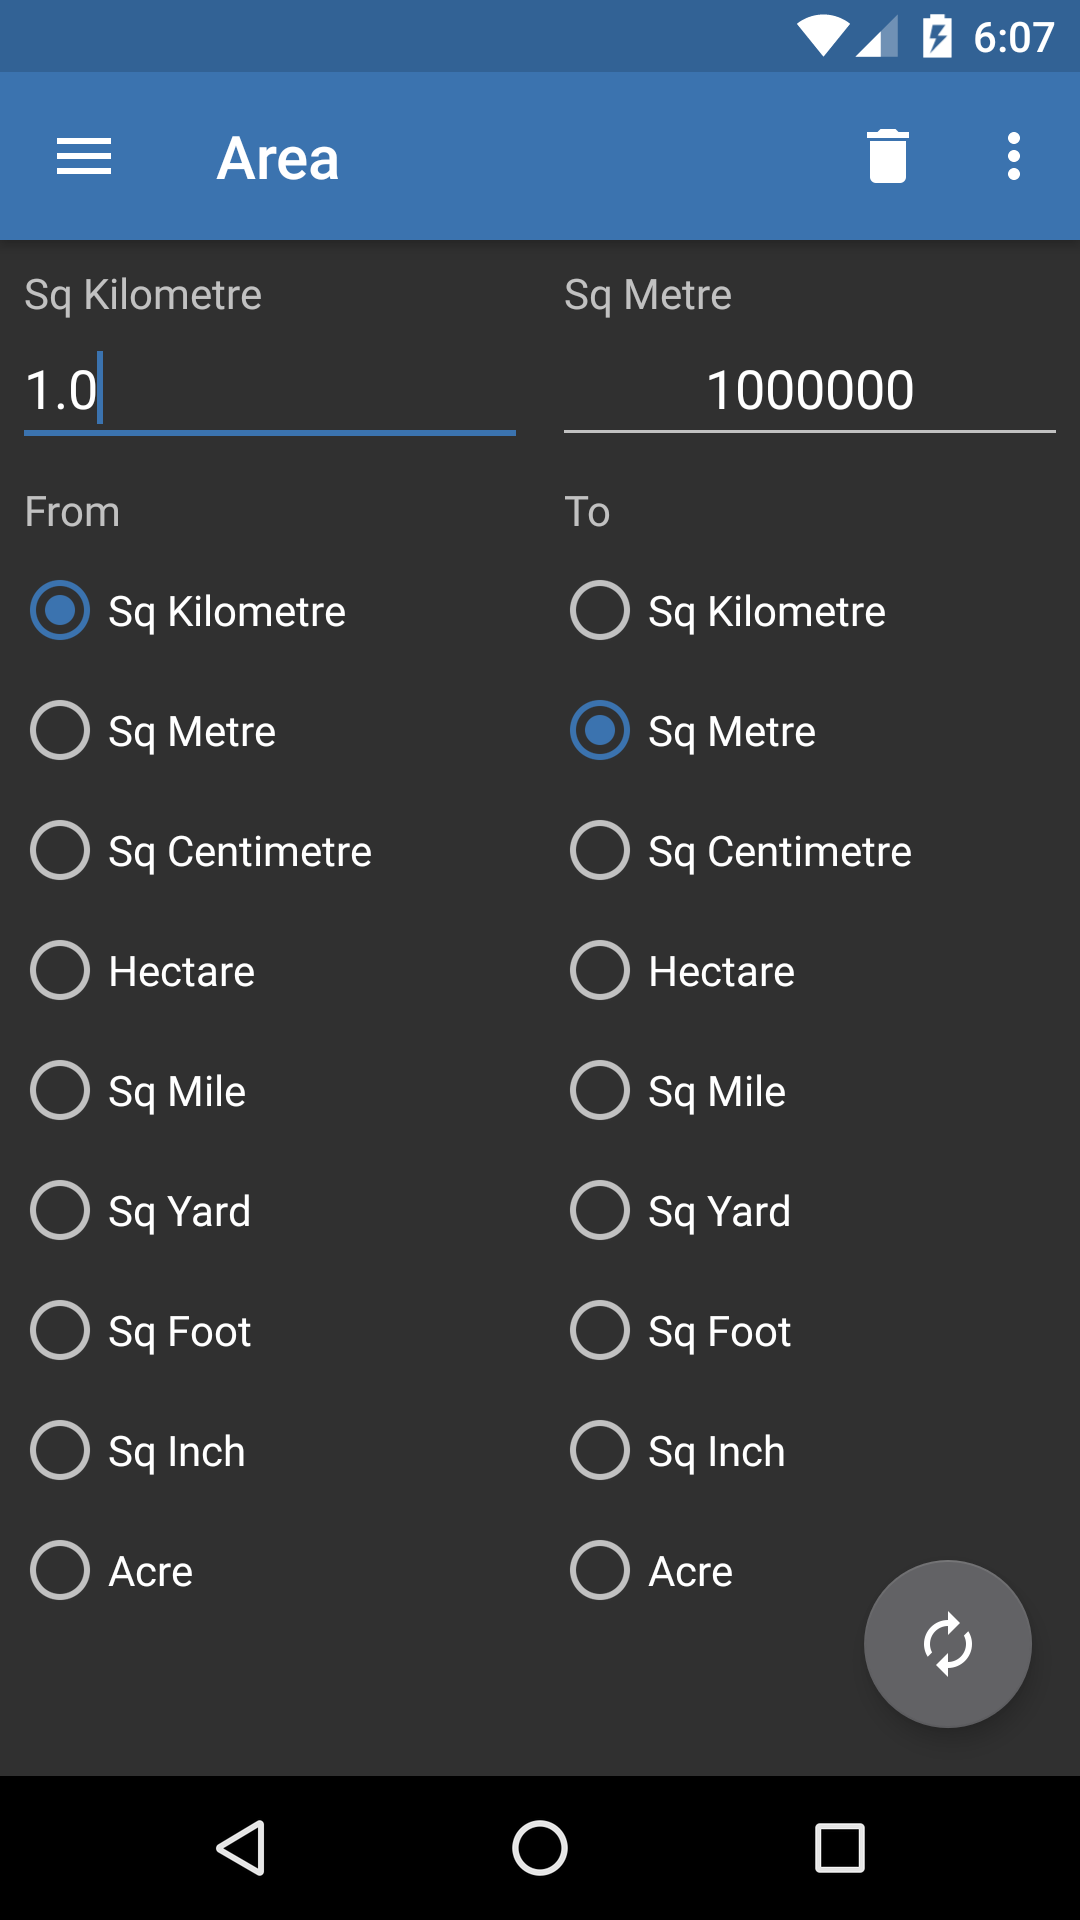 6:07
Area
Sq Kilometre
Sq Metre
1.0
1000000
From
To
Sq Kilometre
Sq Kilometre
Sq Metre
Sq Metre
Sq Centimetre
Sq Centimetre
Hectare
Hectare
Sq Mile
Sq Mile
Sq Yard
Sq Yard
Sq Foot
Sq Foot
Sq Inch
Sq Inch
Acre
Acre